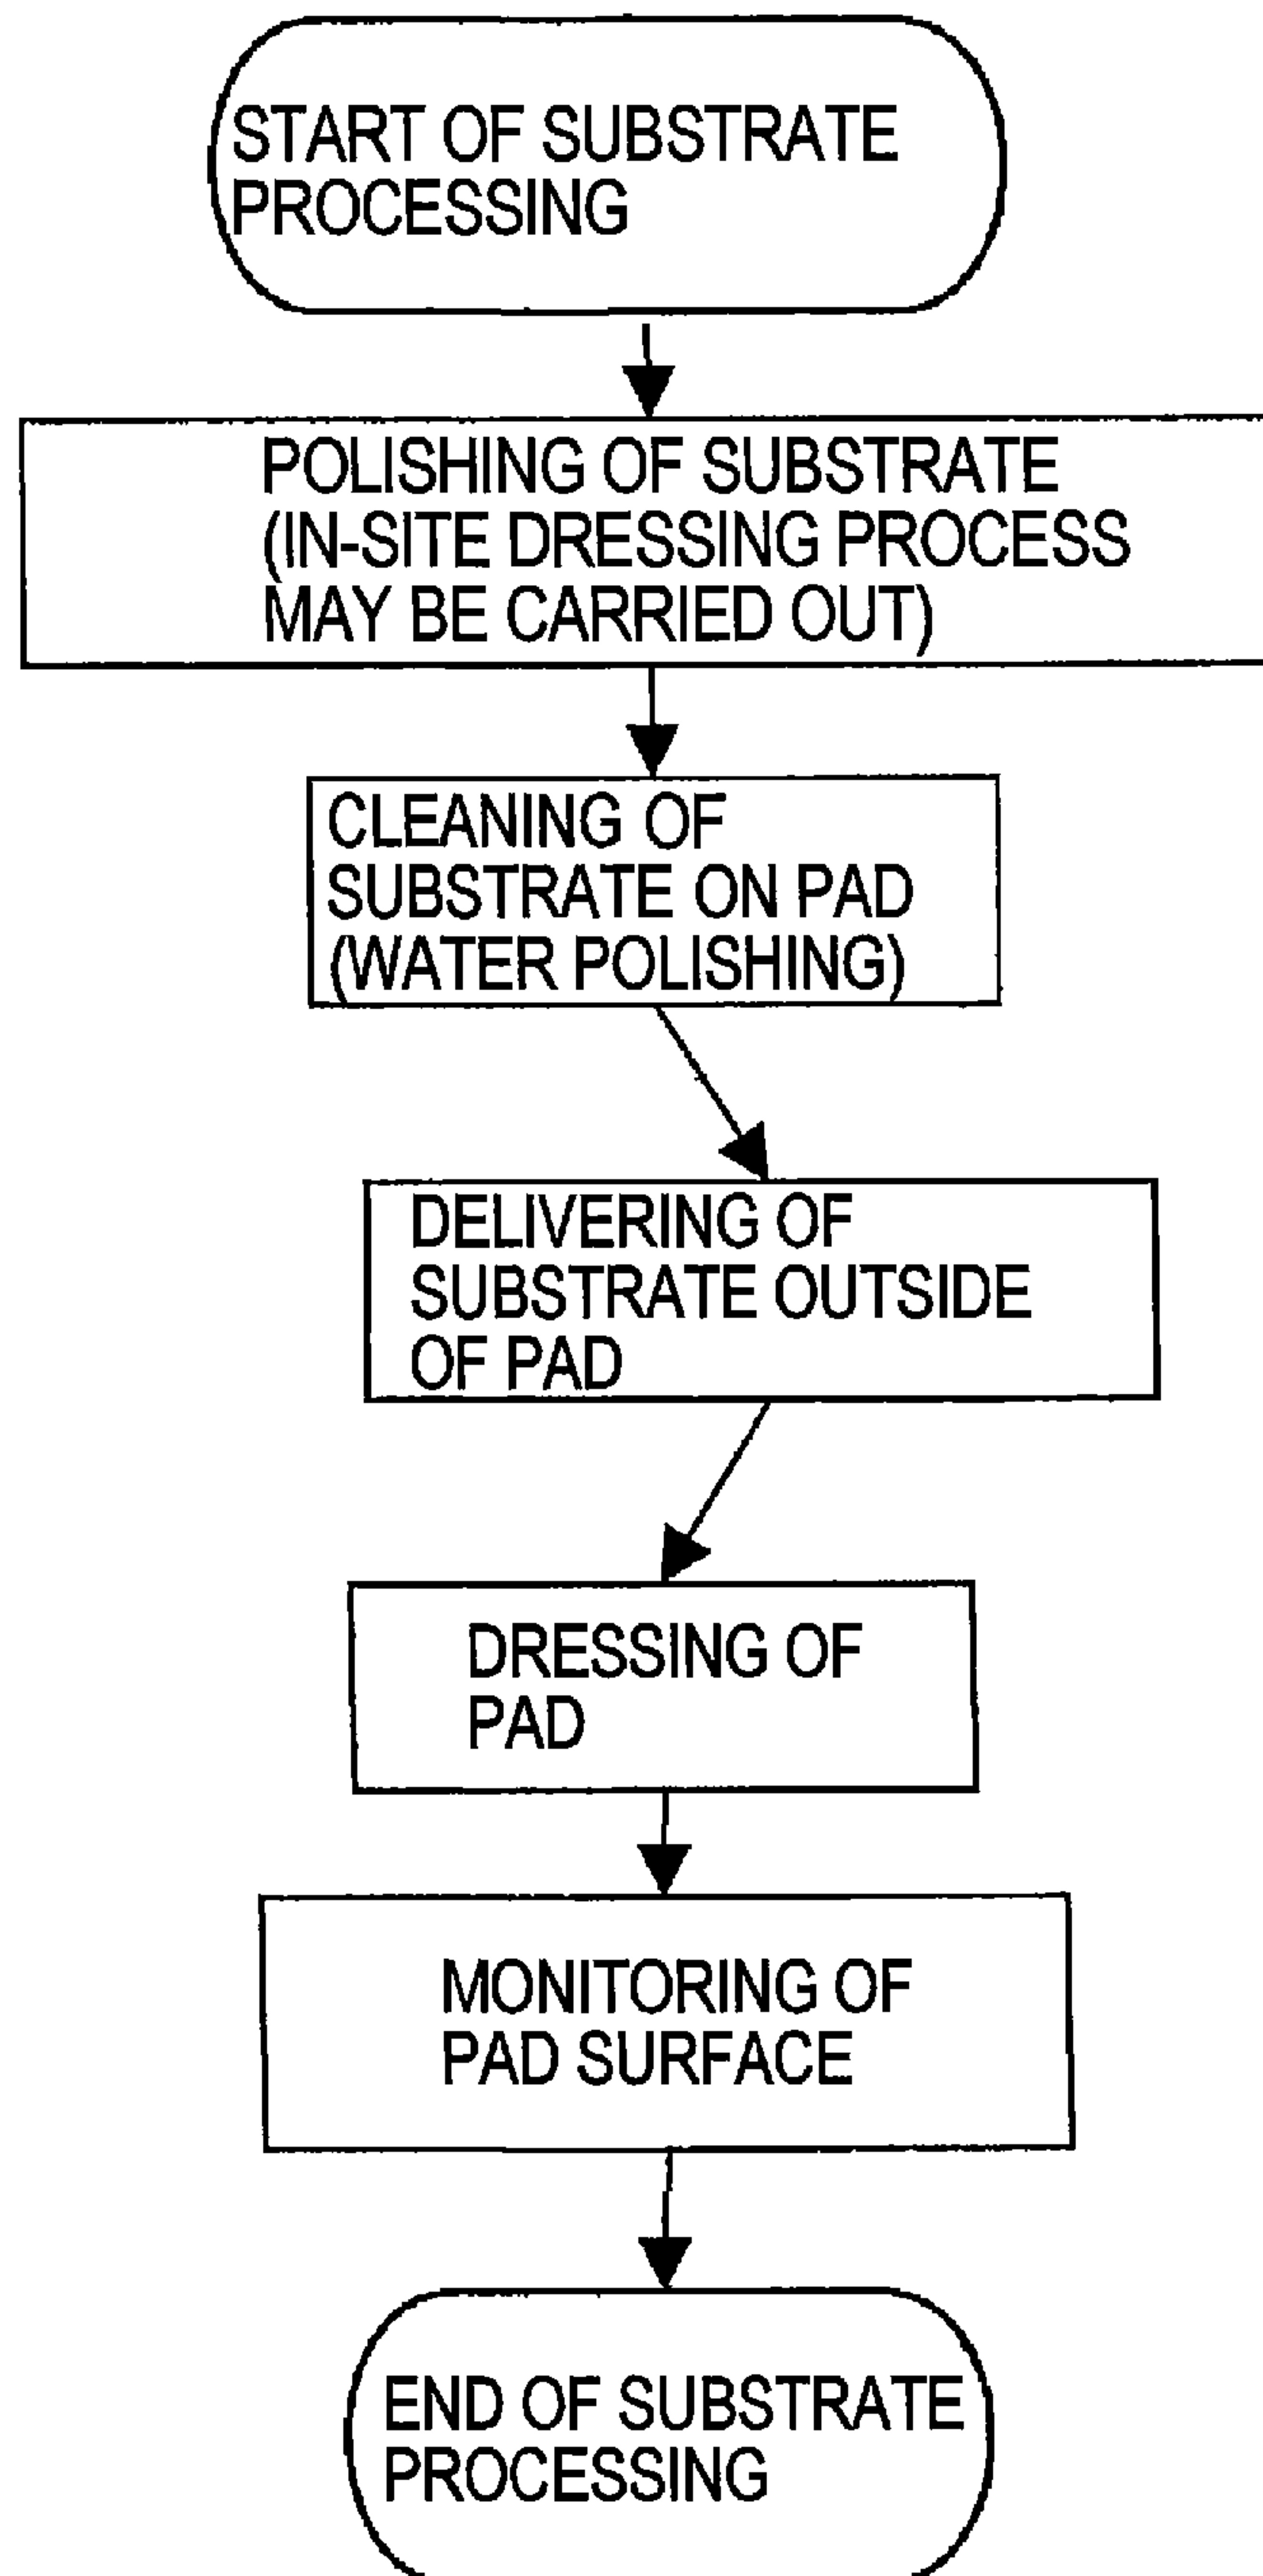 START OF SUBSTRATE
PROCESSING
POLISHING OF SUBSTRATE
(IN-SITE DRESSING PROCESS
MAY BE CARRIED OUT)
CLEANING OF
SUBSTRATE ON PAD
(WATER POLISHING)
DELIVERING OF
SUBSTRATE OUTSIDE
OF PAD
DRESSING OF
PAD
MONITORING OF
PAD SURFACE
END OF SUBSTRATE
PROCESSING